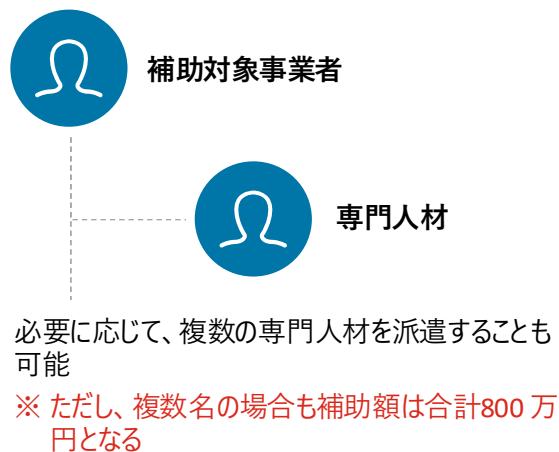 補助対象事業者
専門人材
必要に応じて、複数の専門人材を派遣することも
可能
※ ただし、複数名の場合も補助額は合計800 万
円となる